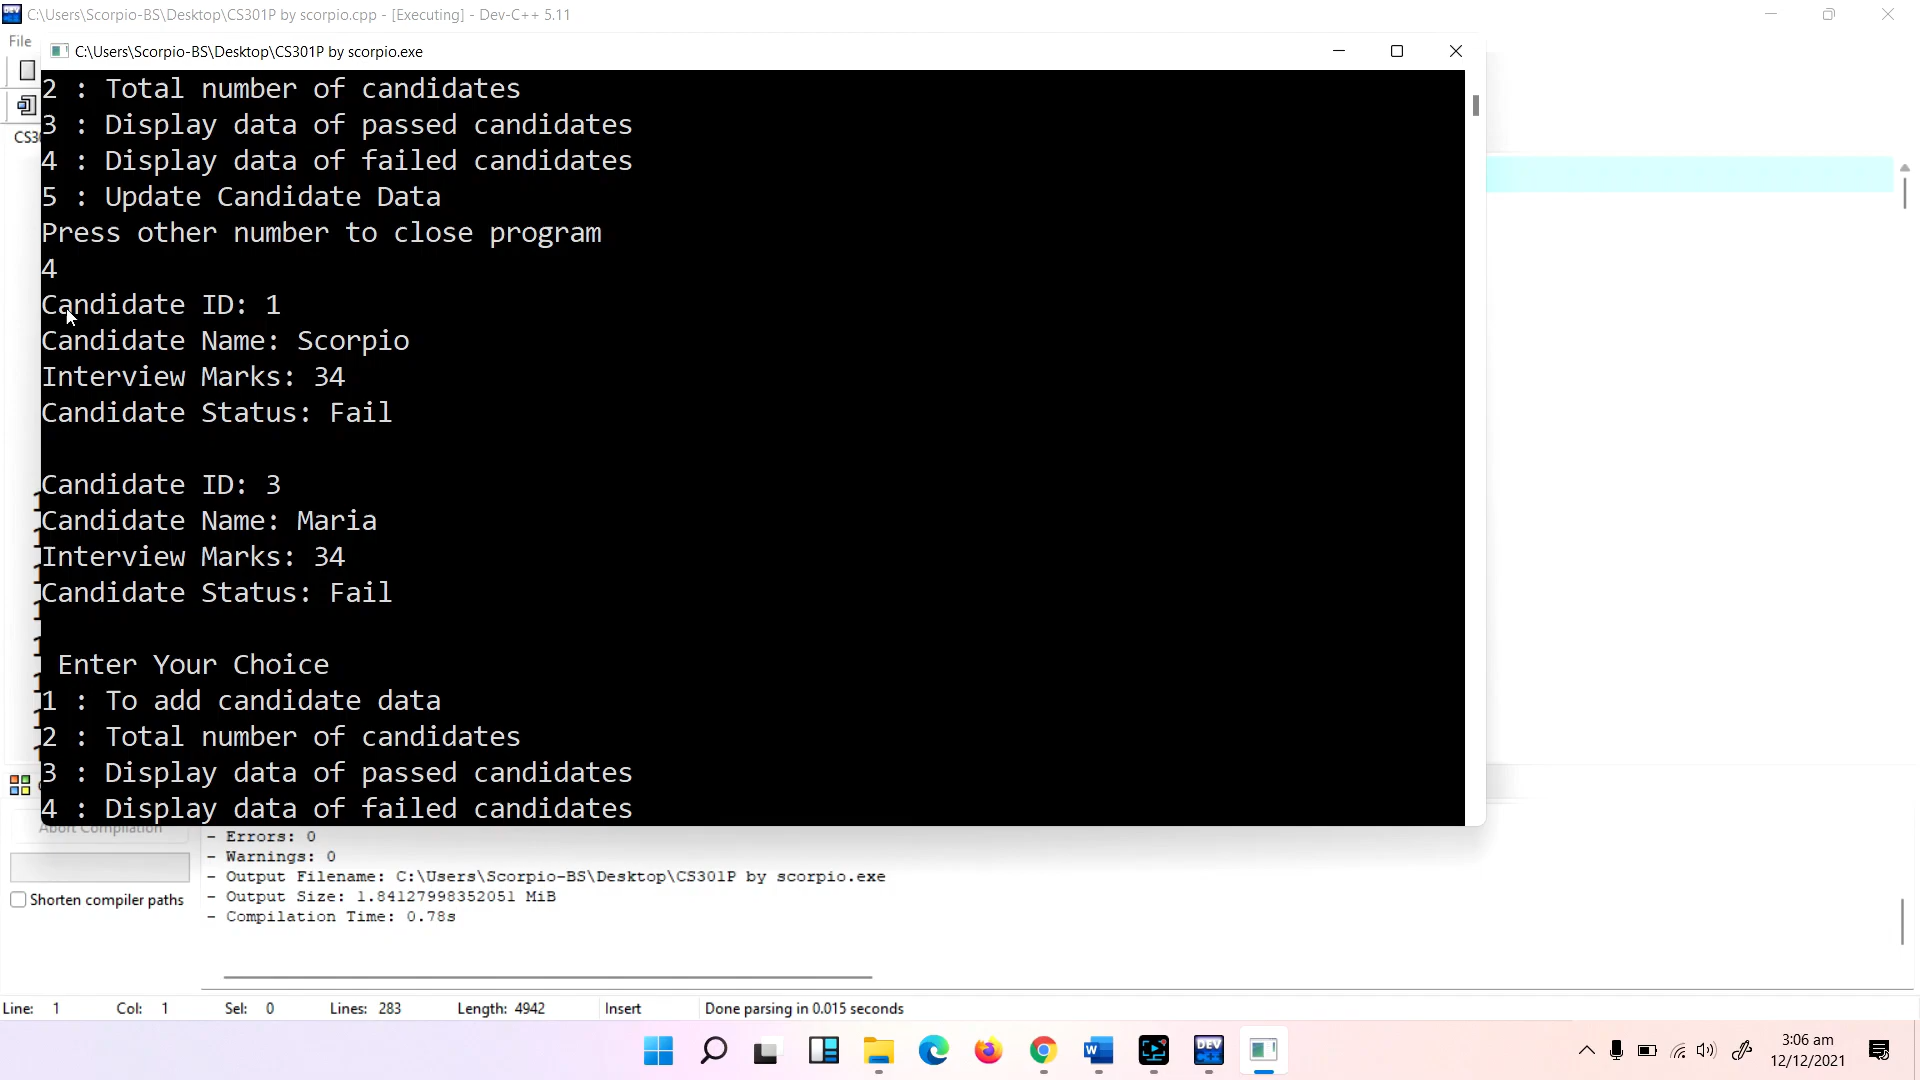 C:\Users\Scorpio-BS\Desktop\CS301P by scorpio.cpp - [Executing] - Dev-C++ 5.11
File
C:\Users\Scorpio-BS\Desktop\CS301P by scorpio.exe
2 : Total number of candidates
3 : Display data of passed candidates
4 : Display data of failed candidates
5 : Update Candidate Data
Press other number to close program
4
Candidate ID: 1
Candidate Name: Scorpio
Interview Marks: 34
Candidate Status: Fail
Candidate ID: 3
Candidate Name: Maria
Interview Marks: 34
Candidate Status: Fail
Enter Your Choice
1 : To add candidate data
2 : Total number of candidates
3 : Display data of passed candidates
4 : Display data of failed candidates
Abort Compilation
Shorten compiler paths
- Errors: 0
- Warnings: 0
- Output Filename: C:\Users\Scorpio-BS\Desktop\CS301P by scorpio.exe
- Output Size: 1.84127998352051 MiB
- Compilation Time: 0.78s
Line: 1 Col: 1 Sel: 0 Lines: 283 Length: 4942 Insert Done parsing in 0.015 seconds
DEV
3:06 am
12/12/2021